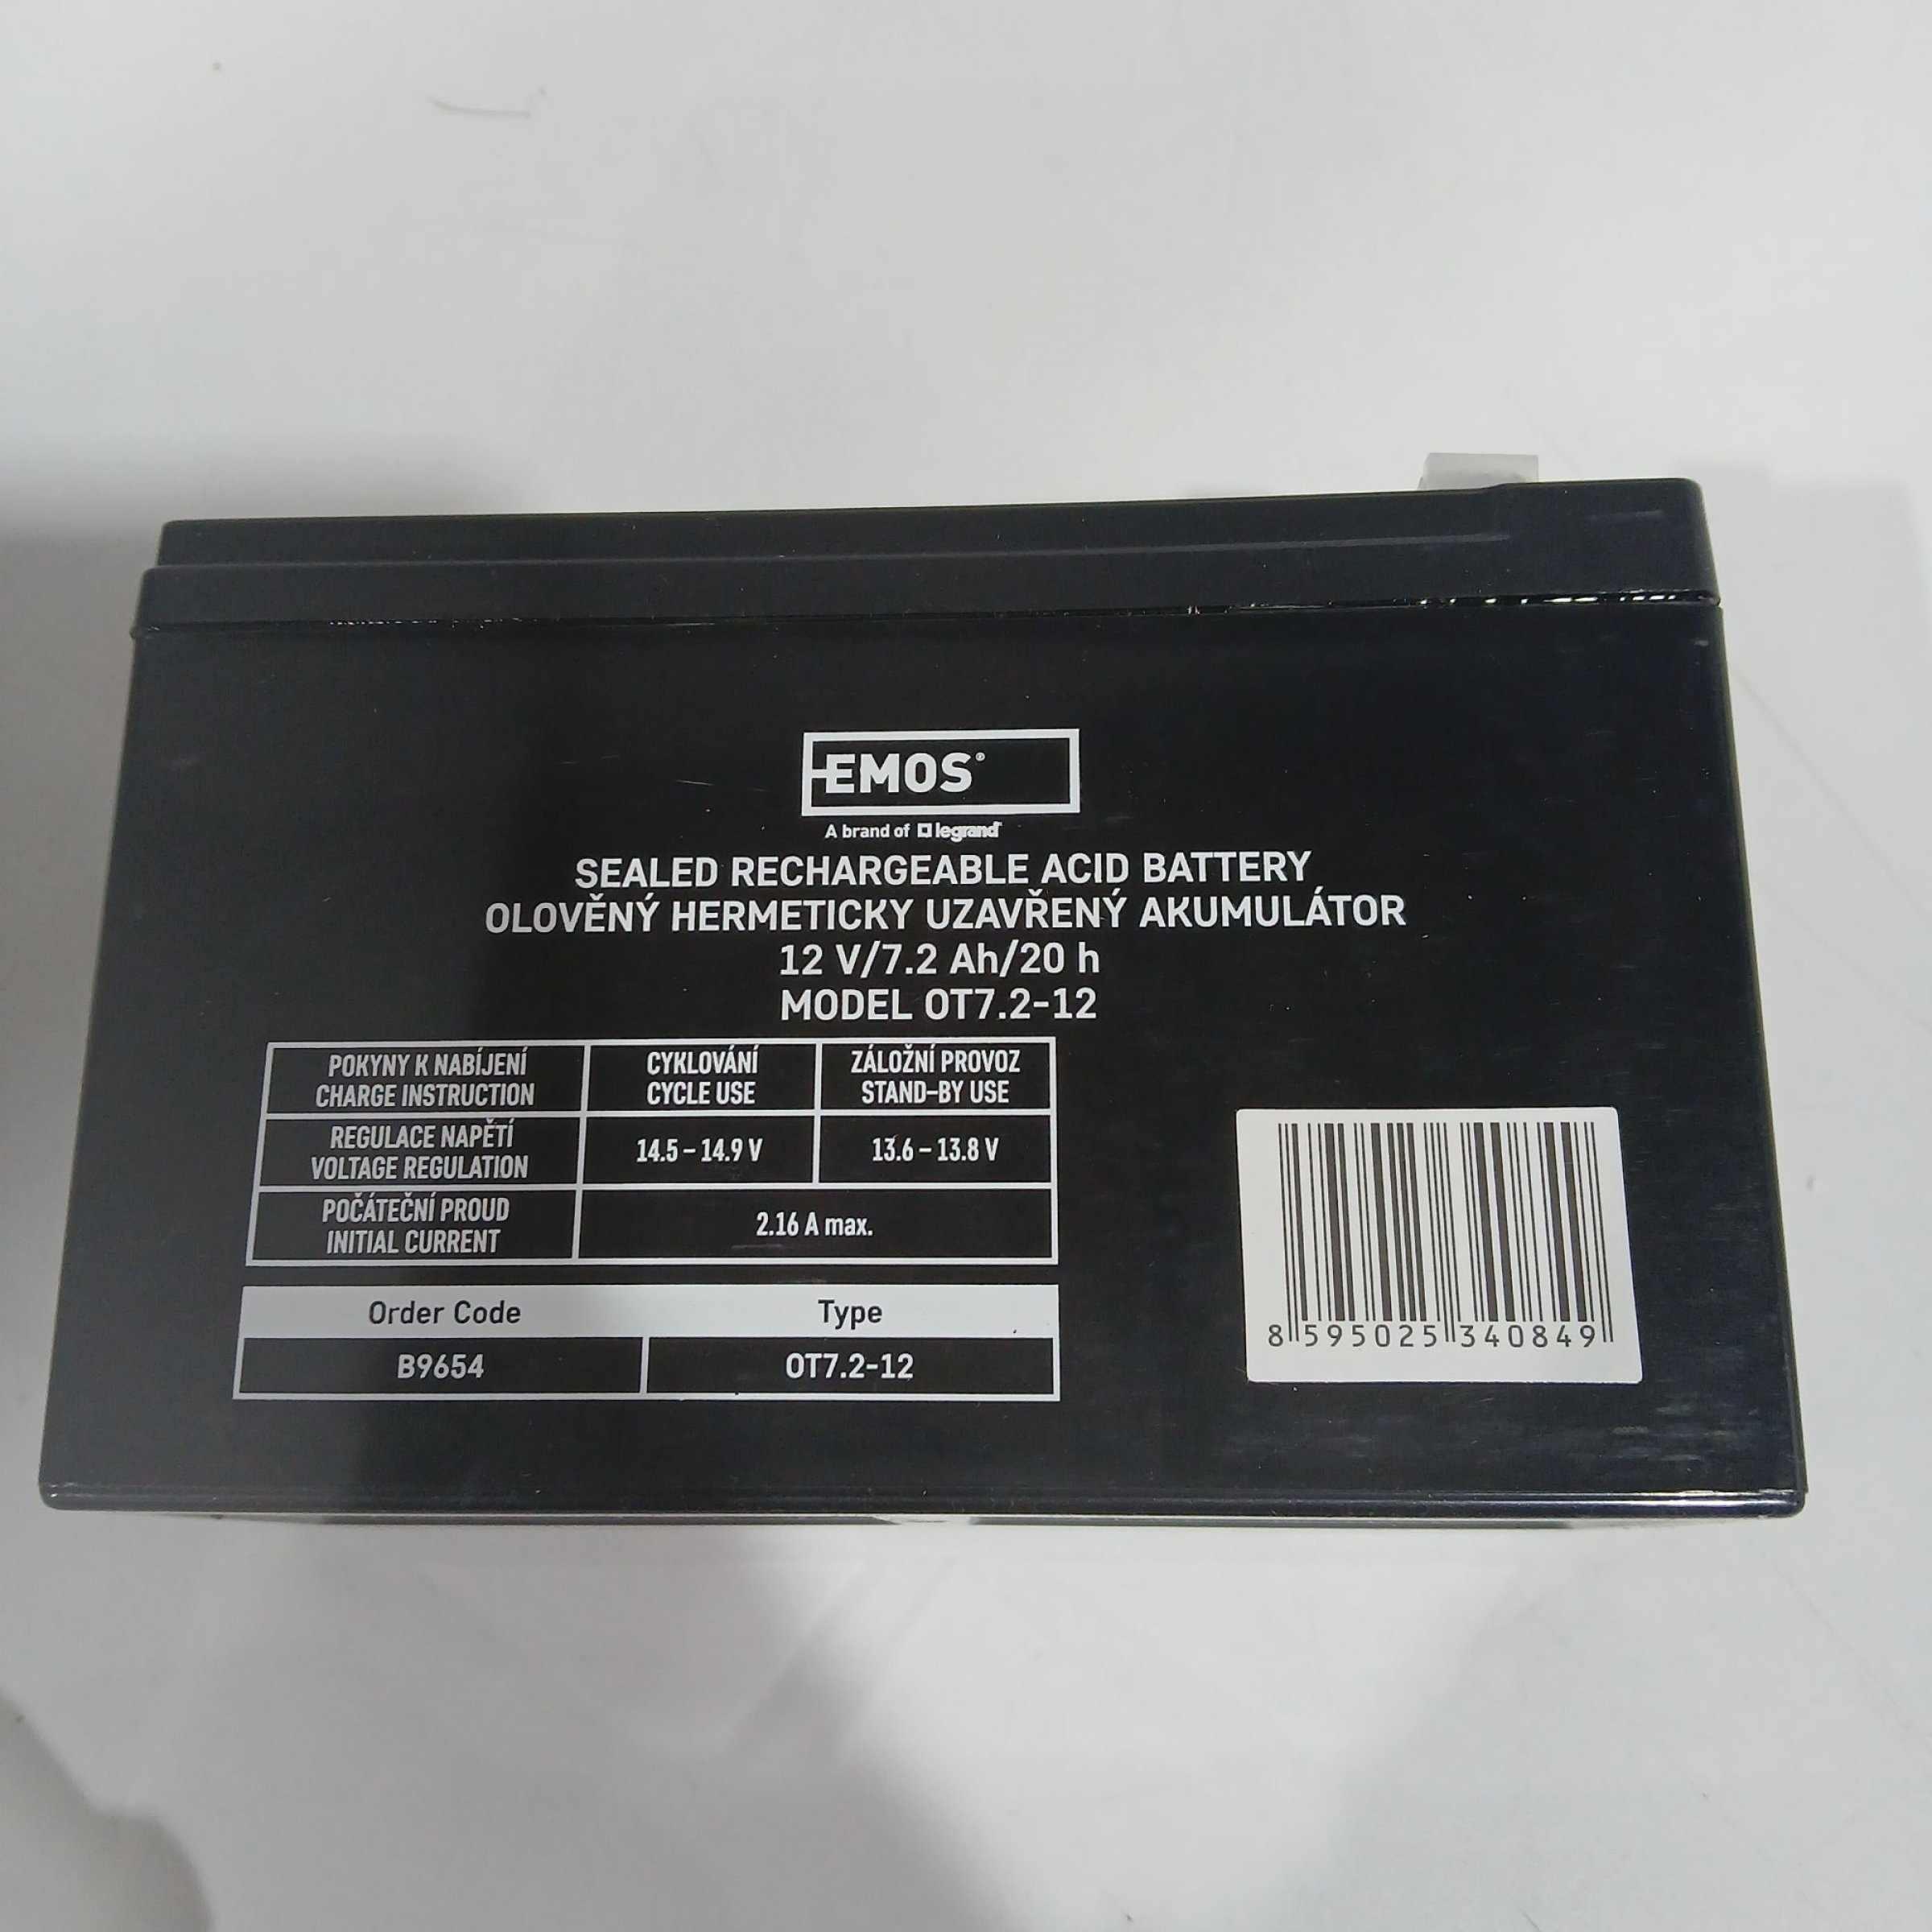 EMOS®
A brand of legrand
SEALED RECHARGEABLE ACID BATTERY
OLOVĚNÝ HERMETICKY UZAVŘENÝ AKUMULÁTOR
12 V/7.2 Ah/20 h
MODEL OT7.2-12
POKYNY K NABÍJENÍ
CHARGE INSTRUCTION
CYKLOVÁNÍ
CYCLE USE
ZÁLOŽNÍ PROVOZ
STAND-BY USE
REGULACE NAPĚTÍ
VOLTAGE REGULATION
14.5 – 14.9 V
13.6 – 13.8 V
POČÁTEČNÍ PROUD
INITIAL CURRENT
2.16 A max.
Order Code
Type
B9654
OT7.2-12
8 595025 340849